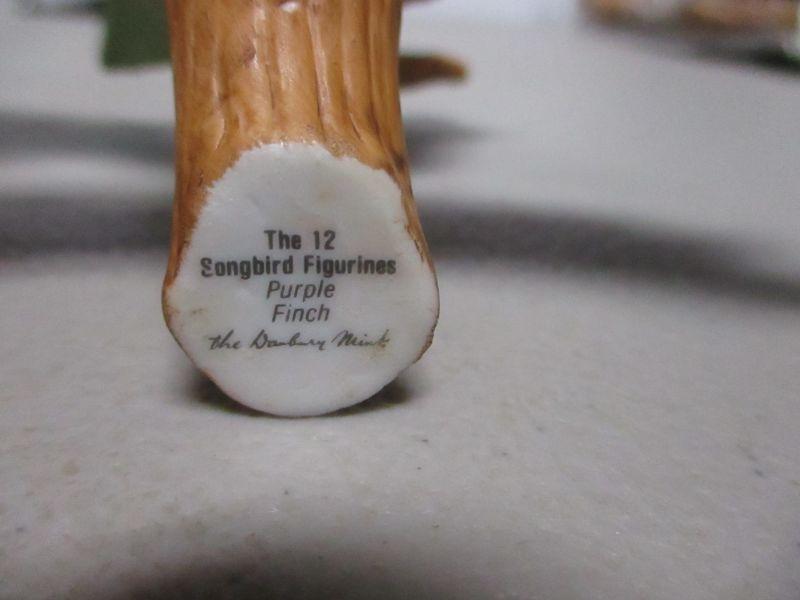 The 12
Songbird Figurines
Purple
Finch
the Danbury Mint